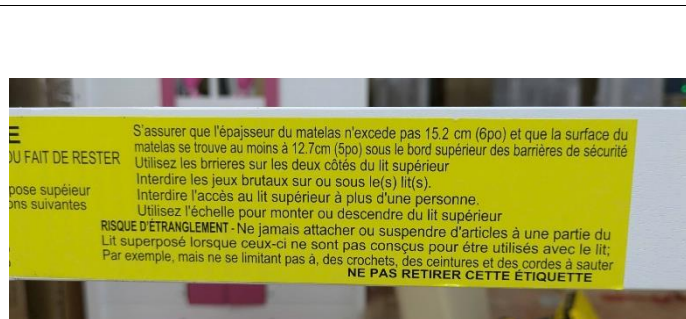 E
OU FAIT DE RESTER
pose supéieur
ons suivantes
S'assurer que l'épajsseur du matelas n'excede pas 15.2 cm (6po) et que la surface du
matelas se trouve au moins à 12.7cm (5po) sous le bord supérieur des barrières de sécurité
Utilisez les brrieres sur les deux côtés du lit supérieur
Interdire les jeux brutaux sur ou sous le(s) lit(s).
Interdire l'accès au lit supérieur à plus d'une personne.
Utilisez l'échelle pour monter ou descendre du lit supérieur
RISQUE D'ÉTRANGLEMENT - Ne jamais attacher ou suspendre d'articles à une partie du
Lit superposé lorsque ceux-ci ne sont pas consçus pour étre utilisés avec le lit;
Par exemple, mais ne se limitant pas à, des crochets, des ceintures et des cordes à sauter
NE PAS RETIRER CETTE ÉTIQUETTE